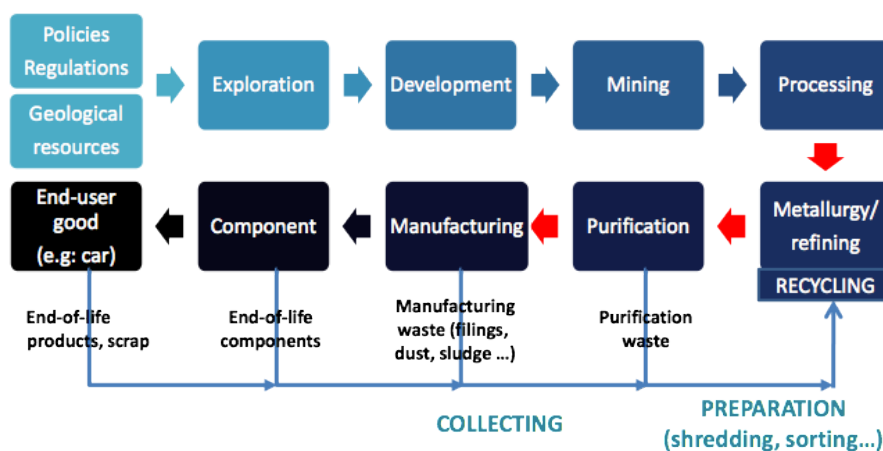 Policies
Regulations
Geological
resources
Exploration
Development
Mining
Processing
End-user
good
(e.g: car)
Component
Manufacturing
Purification
Metallurgy/
refining
RECYCLING
End-of-life
products, scrap
End-of-life
components
Manufacturing
waste (filings,
dust, sludge ...)
Purification
waste
COLLECTING
PREPARATION
(shredding, sorting...)